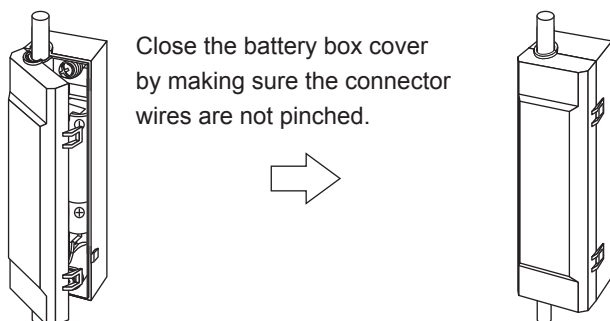 Close the battery box cover
by making sure the connector
wires are not pinched.